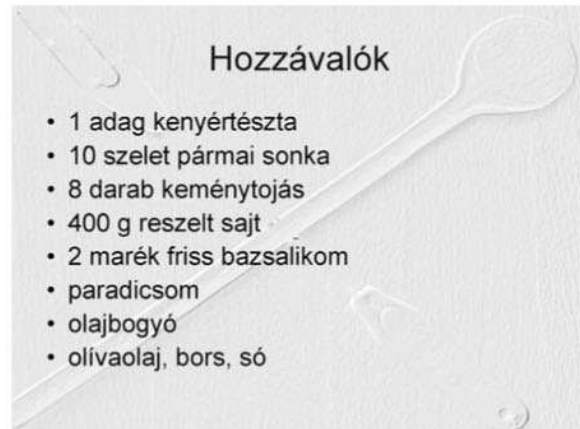 Hozzávalók
• 1 adag kenyértészta
• 10 szelet pármai sonka
• 8 darab keménytojás
• 400 g reszelt sajt
• 2 marék friss bazsalikom
• paradicsom
• olajbogyó
• olívaolaj, bors, só